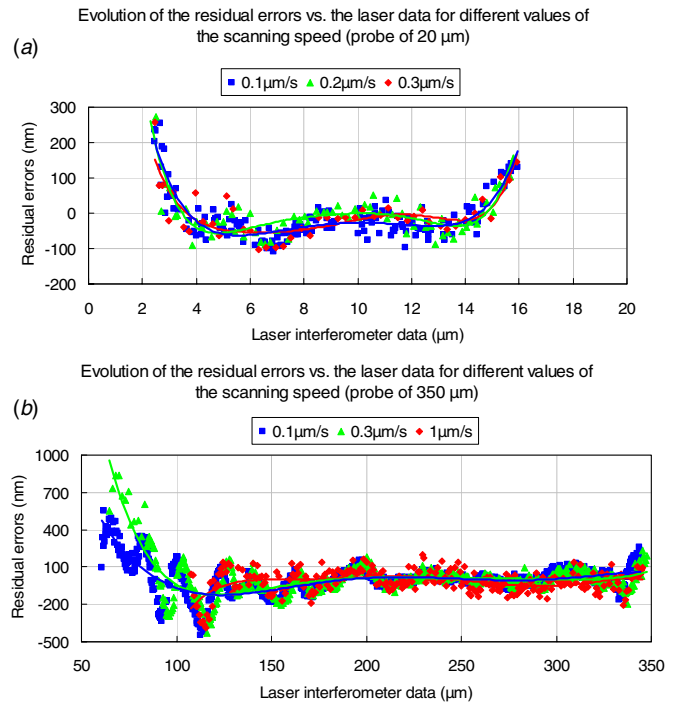 Evolution of the residual errors vs. the laser data for different values of
the scanning speed (probe of 20 μm)
(a)
0.1μm/s 0.2μm/s 0.3μm/s
300
200
100
0
-100
-200
Residual errors (nm)
0 2 4 6 8 10 12 14 16 18 20
Laser interferometer data (μm)
Evolution of the residual errors vs. the laser data for different values of
the scanning speed (probe of 350 μm)
(b)
0.1μm/s 0.3μm/s 1μm/s
1000
700
400
100
-200
-500
Residual errors (nm)
50 100 150 200 250 300 350
Laser interferometer data (μm)